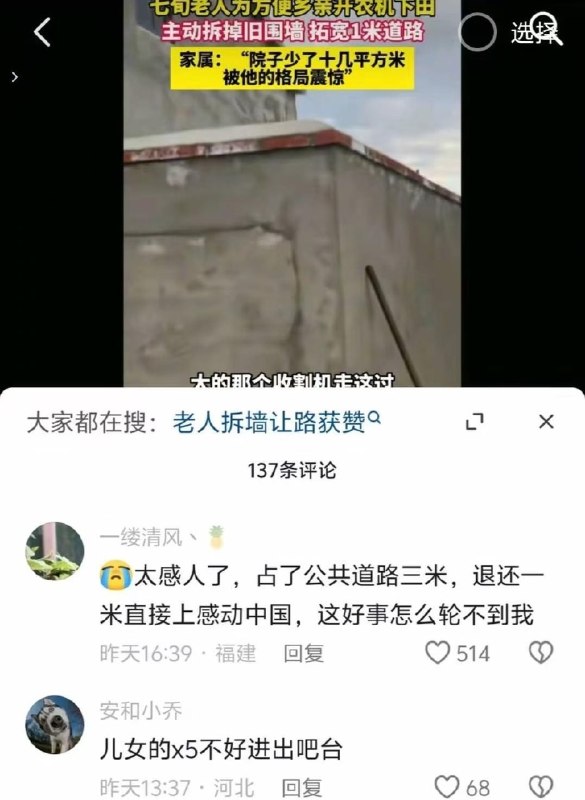 七旬老人为方便乡亲开农机下田
主动拆掉旧围墙 拓宽1米道路
选择
家属：“院子少了十几平方米
被他的格局震惊”
大的那个收割机走这过
大家都在搜：老人拆墙让路获赞
137条评论
一缕清风丶🍍
😭太感人了，占了公共道路三米，退还一
米直接上感动中国，这好事怎么轮不到我
昨天16:39 · 福建 回复 514
安和小乔
儿女的x5不好进出吧台
昨天13:37 · 河北 回复 68